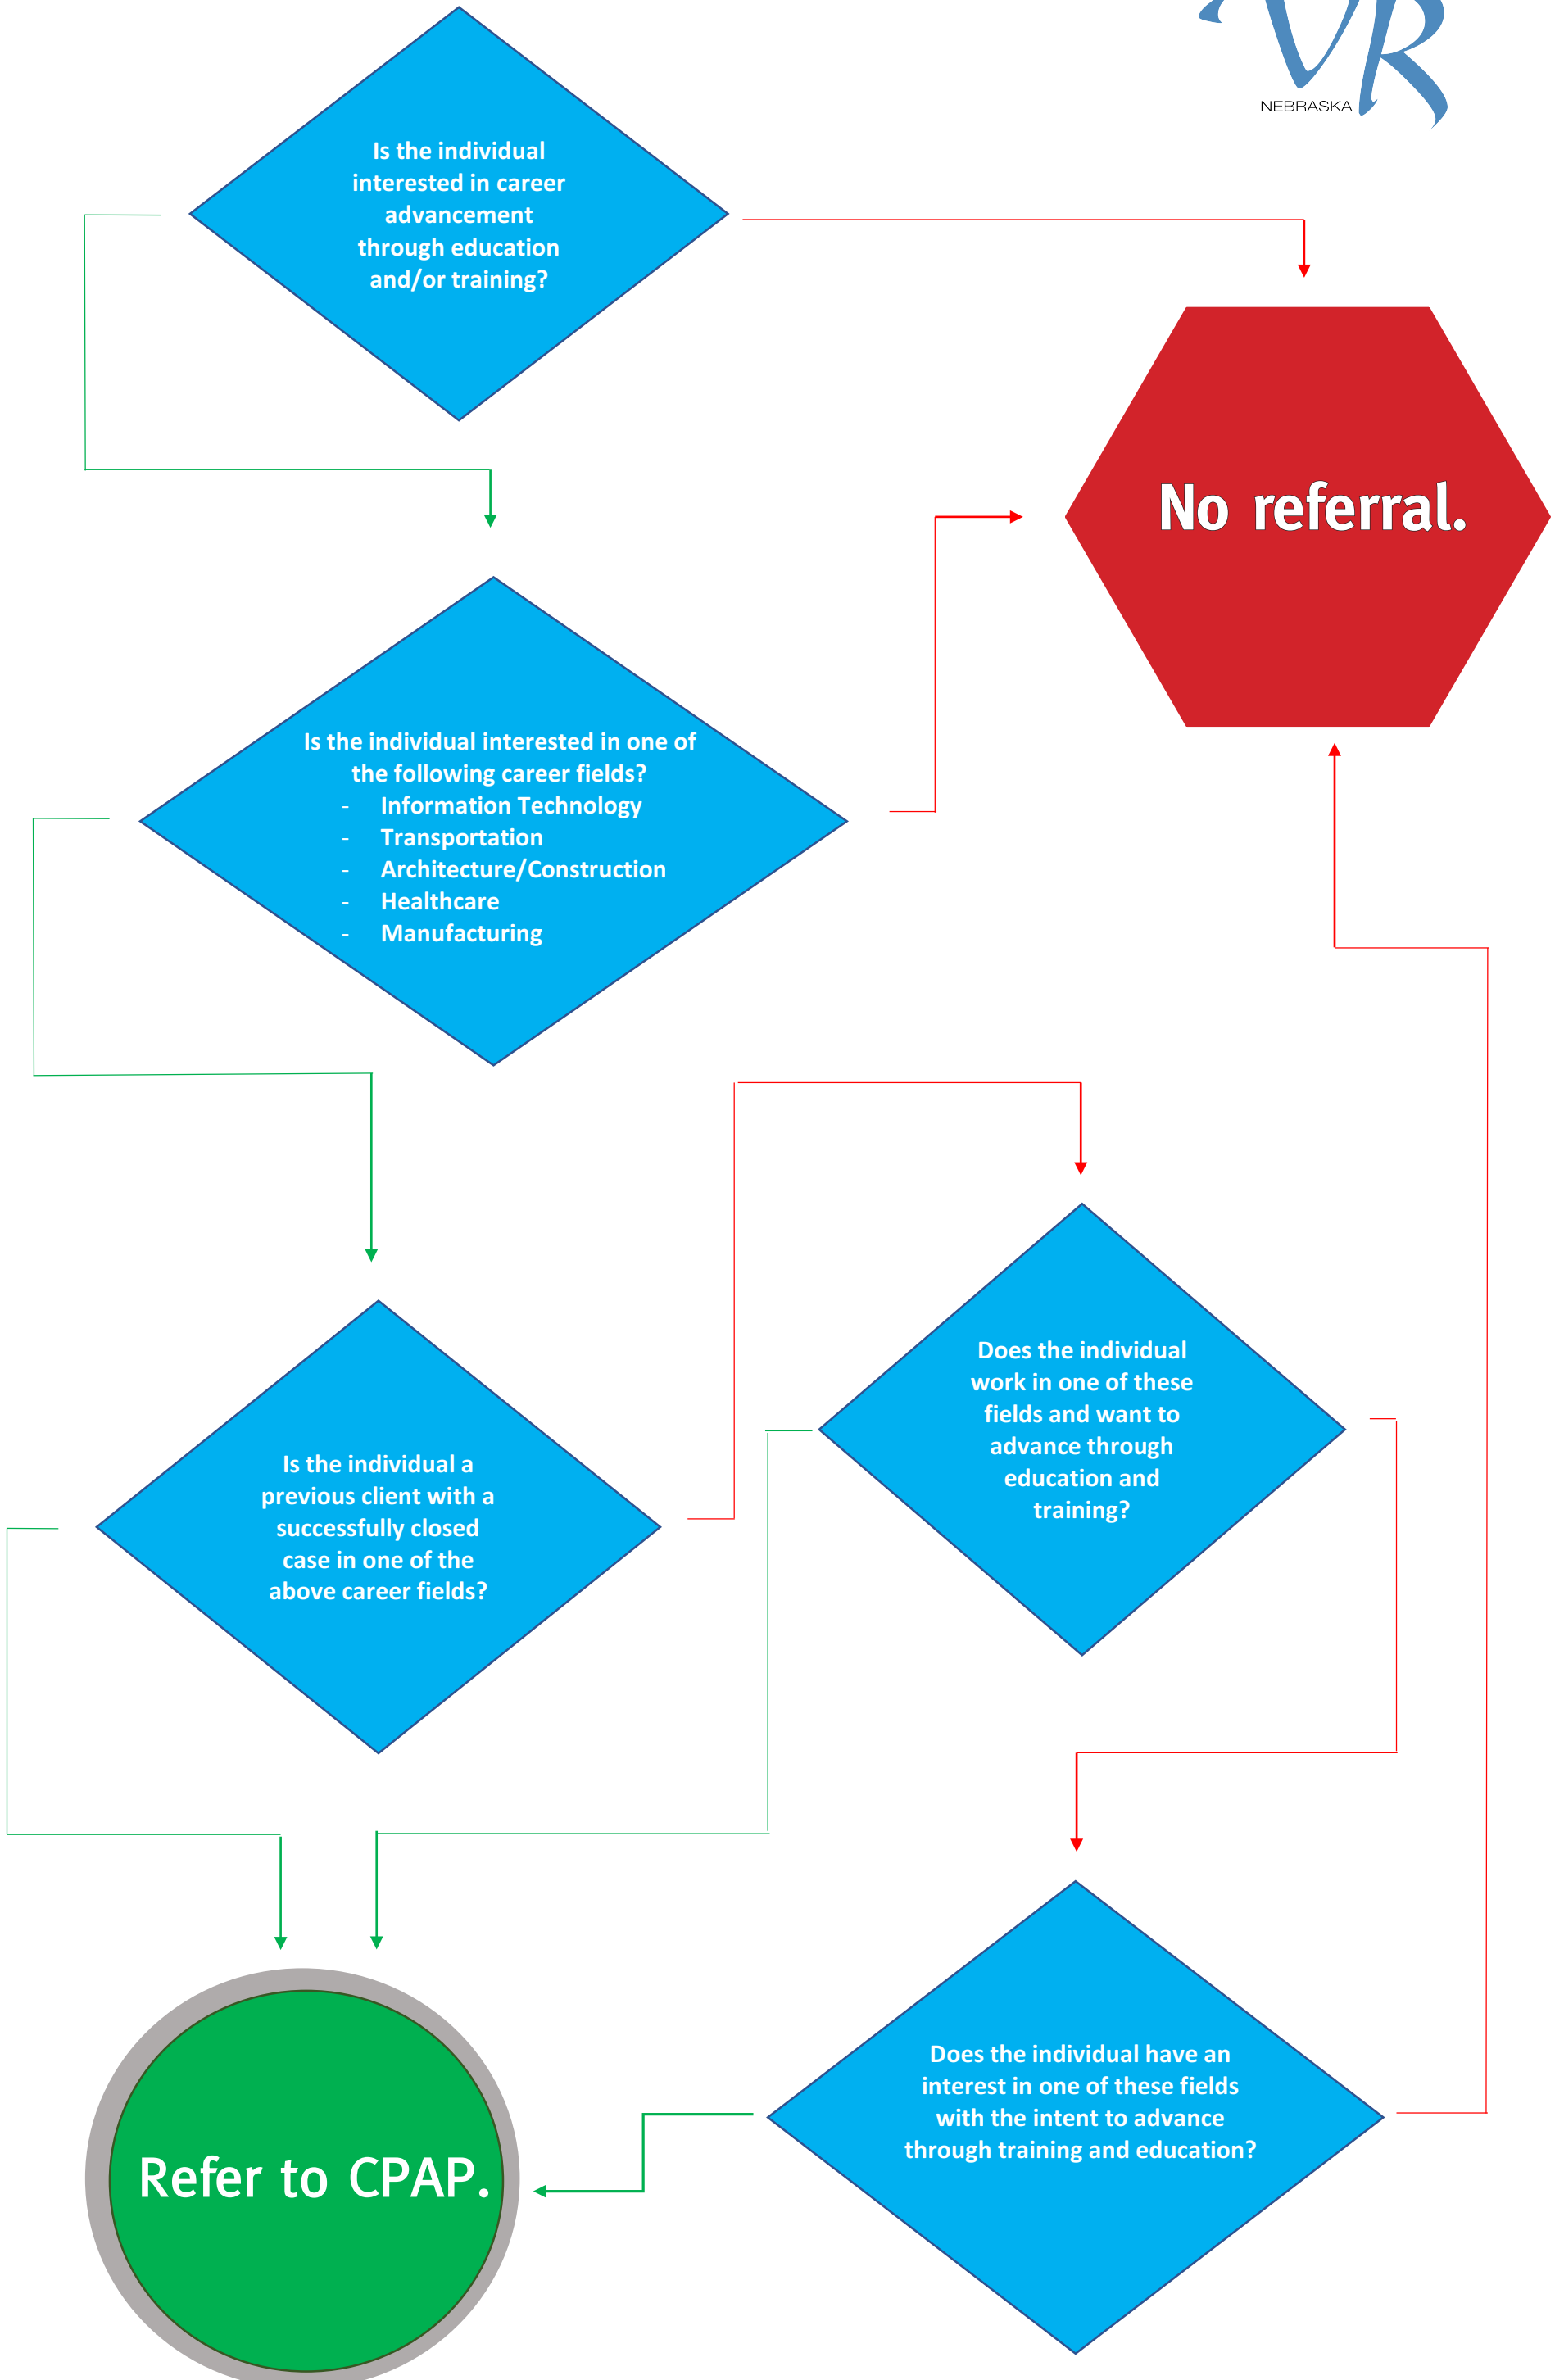 VR
NEBRASKA
Is the individual
interested in career
advancement
through education
and/or training?
No referral.
Is the individual interested in one of
the following career fields?
- Information Technology
- Transportation
- Architecture/Construction
- Healthcare
- Manufacturing
Does the individual
work in one of these
fields and want to
advance through
education and
training?
Is the individual a
previous client with a
successfully closed
case in one of the
above career fields?
Does the individual have an
interest in one of these fields
with the intent to advance
through training and education?
Refer to CPAP.